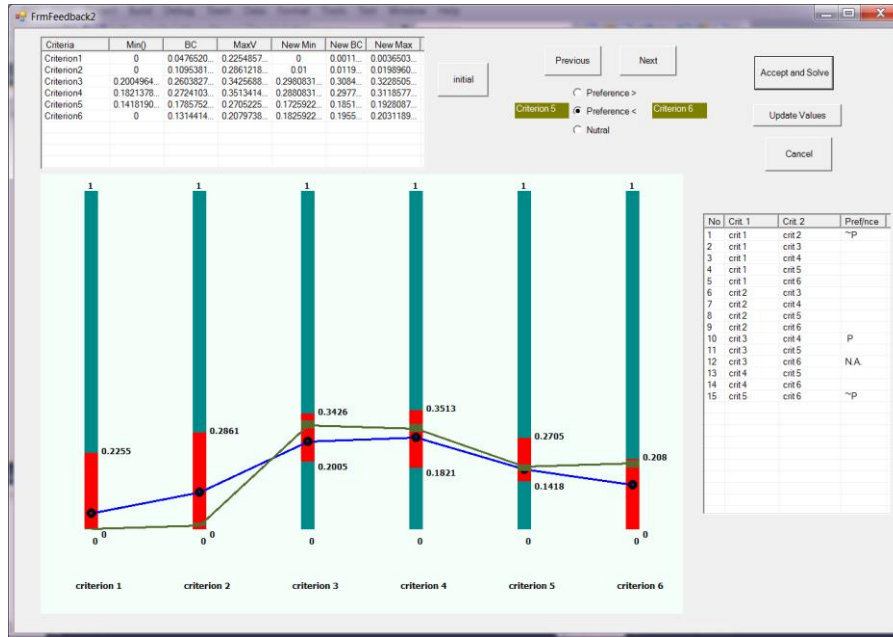 FrmFeedback2
Criteria Min() BC MaxV New Min New BC New Max
Criterion1 0 0.0476520... 0.2254857... 0 0.0011... 0.0036503...
Criterion2 0 0.1095381... 0.2861218... 0.01 0.0119... 0.0198960...
Criterion3 0.2004964... 0.2603827... 0.3425688... 0.2980831... 0.3084... 0.3228505...
Criterion4 0.1821378... 0.2724103... 0.3513414... 0.2880831... 0.2977... 0.3118577...
Criterion5 0.1418190... 0.1785752... 0.2705225... 0.1725922... 0.1851... 0.1928087...
Criterion6 0 0.1314414... 0.2079738... 0.1825922... 0.1955... 0.2031189...
initial
Previous Next
Preference >
Criterion 5 Preference < Criterion 6
Nutral
Accept and Solve
Update Values
Cancel
1 1 1 1 1 1
0.2255 0.2861 0.3426 0.3513 0.2705 0.208
0.2005 0.1821 0.1418
0 0 0
0 0 0 0 0 0
criterion 1 criterion 2 criterion 3 criterion 4 criterion 5 criterion 6
No Crit. 1 Crit. 2 Pref/nce
1 crit 1 crit 2 ~P
2 crit 1 crit 3
3 crit 1 crit 4
4 crit 1 crit 5
5 crit 1 crit 6
6 crit 2 crit 3
7 crit 2 crit 4
8 crit 2 crit 5
9 crit 2 crit 6
10 crit 3 crit 4 P
11 crit 3 crit 5
12 crit 3 crit 6 N.A.
13 crit 4 crit 5
14 crit 4 crit 6
15 crit 5 crit 6 ~P